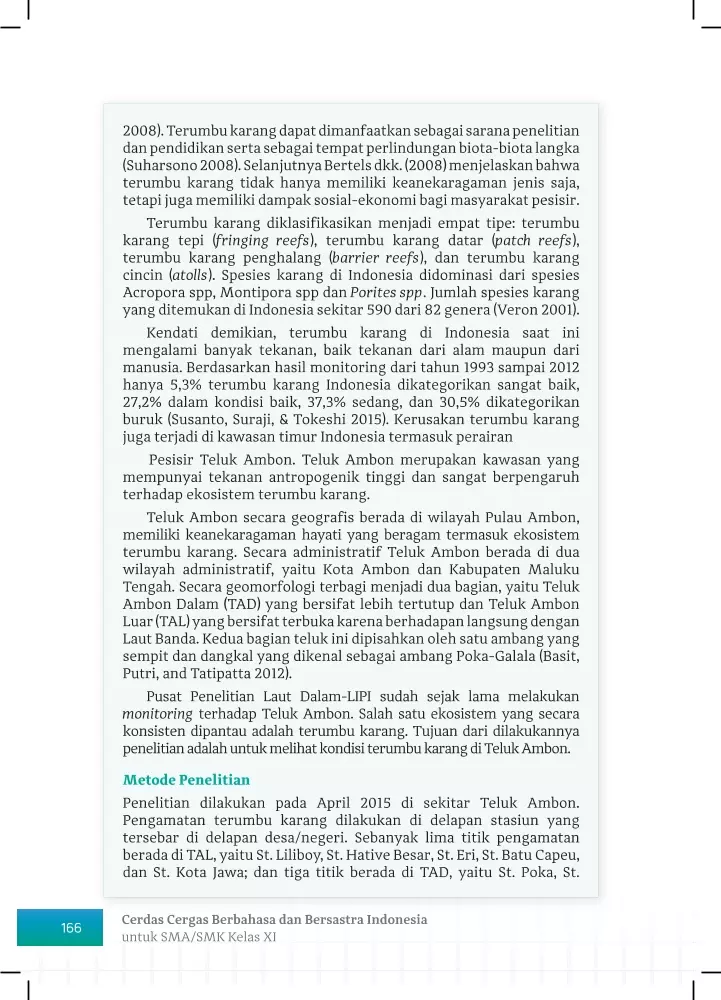 2008). Terumbu karang dapat dimanfaatkan sebagai sarana penelitian
dan pendidikan serta sebagai tempat perlindungan biota-biota langka
(Suharsono 2008). Selanjutnya Bertels dkk. (2008) menjelaskan bahwa
terumbu karang tidak hanya memiliki keanekaragaman jenis saja,
tetapi juga memiliki dampak sosial-ekonomi bagi masyarakat pesisir.
Terumbu karang diklasifikasikan menjadi empat tipe: terumbu
karang tepi (fringing reefs), terumbu karang datar (patch reefs),
terumbu karang penghalang (barrier reefs), dan terumbu karang
cincin (atolls). Spesies karang di Indonesia didominasi dari spesies
Acropora spp, Montipora spp dan Porites spp. Jumlah spesies karang
yang ditemukan di Indonesia sekitar 590 dari 82 genera (Veron 2001).
Kendati demikian, terumbu karang di Indonesia saat ini
mengalami banyak tekanan, baik tekanan dari alam maupun dari
manusia. Berdasarkan hasil monitoring dari tahun 1993 sampai 2012
hanya 5,3% terumbu karang Indonesia dikategorikan sangat baik,
27,2% dalam kondisi baik, 37,3% sedang, dan 30,5% dikategorikan
buruk (Susanto, Suraji, & Tokeshi 2015). Kerusakan terumbu karang
juga terjadi di kawasan timur Indonesia termasuk perairan
Pesisir Teluk Ambon. Teluk Ambon merupakan kawasan yang
mempunyai tekanan antropogenik tinggi dan sangat berpengaruh
terhadap ekosistem terumbu karang.
Teluk Ambon secara geografis berada di wilayah Pulau Ambon,
memiliki keanekaragaman hayati yang beragam termasuk ekosistem
terumbu karang. Secara administratif Teluk Ambon berada di dua
wilayah administratif, yaitu Kota Ambon dan Kabupaten Maluku
Tengah. Secara geomorfologi terbagi menjadi dua bagian, yaitu Teluk
Ambon Dalam (TAD) yang bersifat lebih tertutup dan Teluk Ambon
Luar (TAL) yang bersifat terbuka karena berhadapan langsung dengan
Laut Banda. Kedua bagian teluk ini dipisahkan oleh satu ambang yang
sempit dan dangkal yang dikenal sebagai ambang Poka-Galala (Basit,
Putri, and Tatipatta 2012).
Pusat Penelitian Laut Dalam-LIPI sudah sejak lama melakukan
monitoring terhadap Teluk Ambon. Salah satu ekosistem yang secara
konsisten dipantau adalah terumbu karang. Tujuan dari dilakukannya
penelitian adalah untuk melihat kondisi terumbu karang di Teluk Ambon.
Metode Penelitian
Penelitian dilakukan pada April 2015 di sekitar Teluk Ambon.
Pengamatan terumbu karang dilakukan di delapan stasiun yang
tersebar di delapan desa/negeri. Sebanyak lima titik pengamatan
berada di TAL, yaitu St. Liliboy, St. Hative Besar, St. Eri, St. Batu Capeu,
dan St. Kota Jawa; dan tiga titik berada di TAD, yaitu St. Poka, St.
166
Cerdas Cergas Berbahasa dan Bersastra Indonesia
untuk SMA/SMK Kelas XI